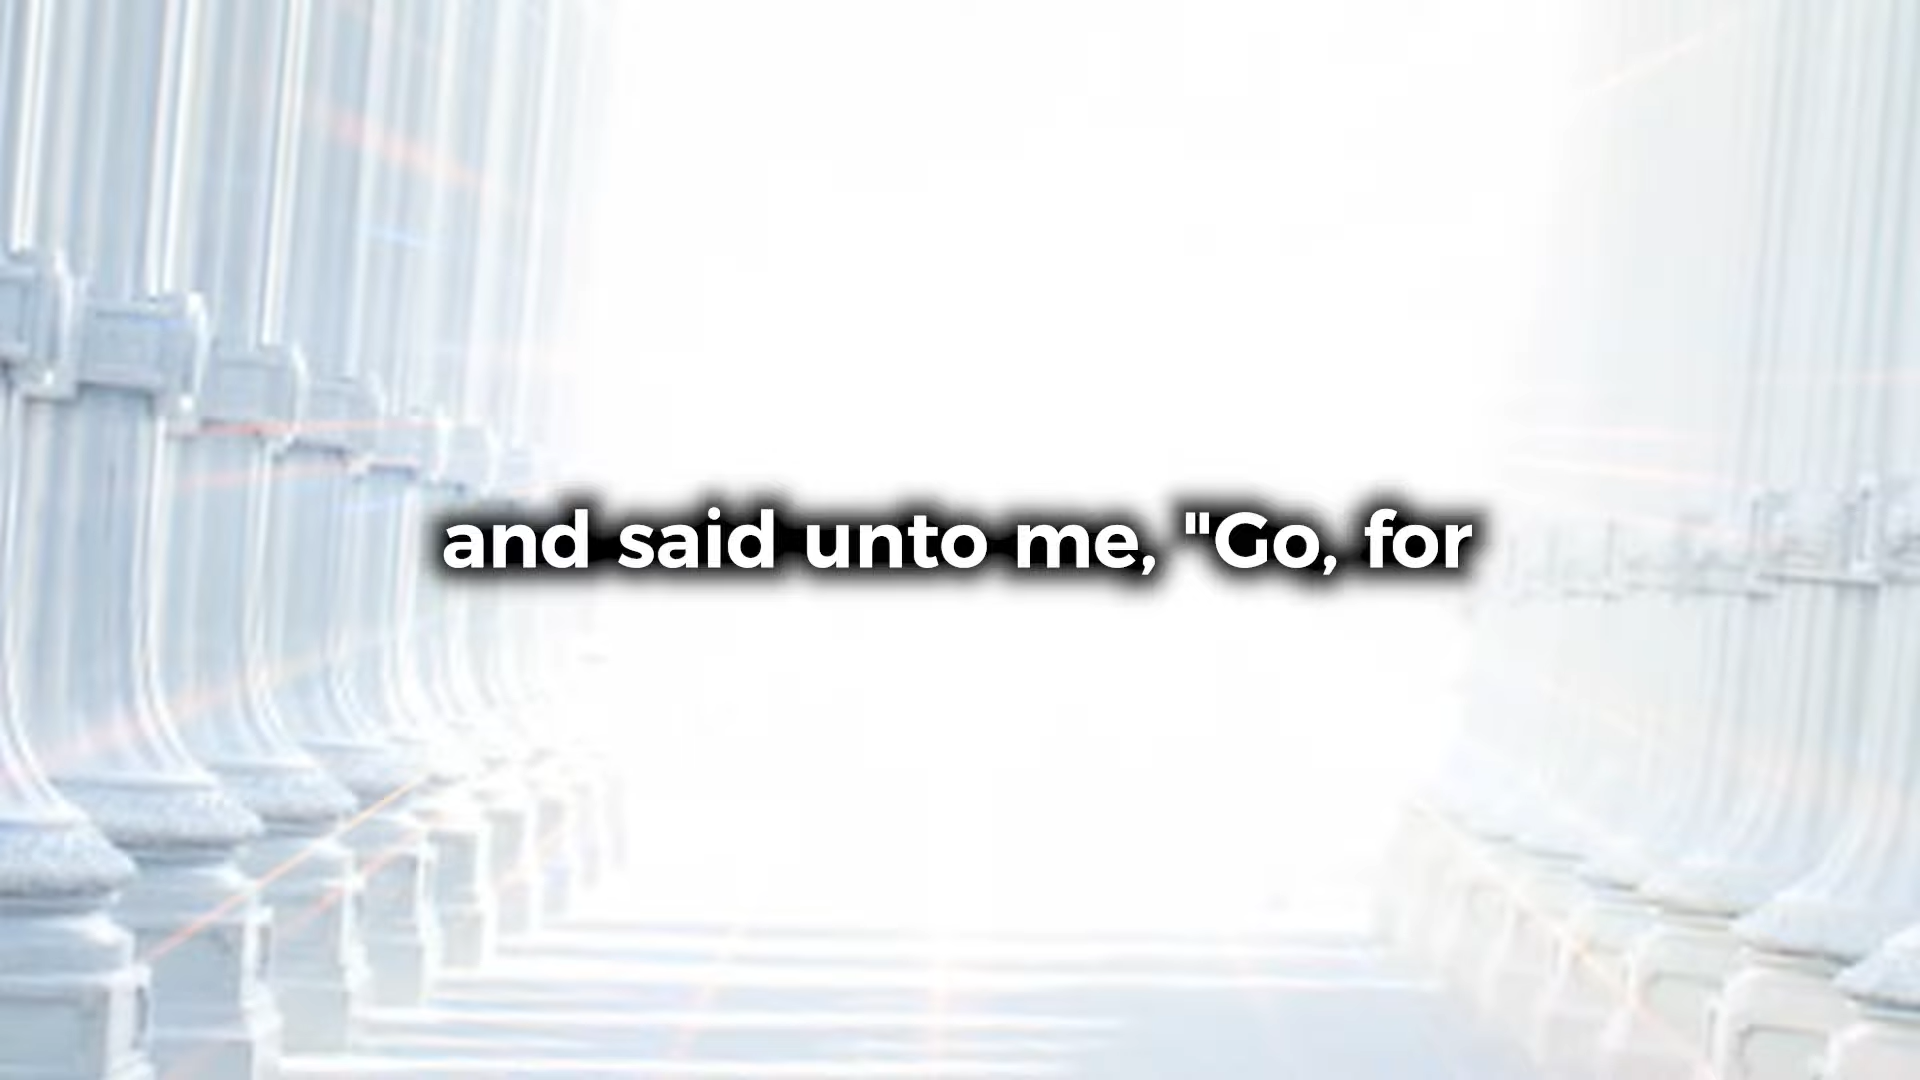 and said unto me, "Go, for